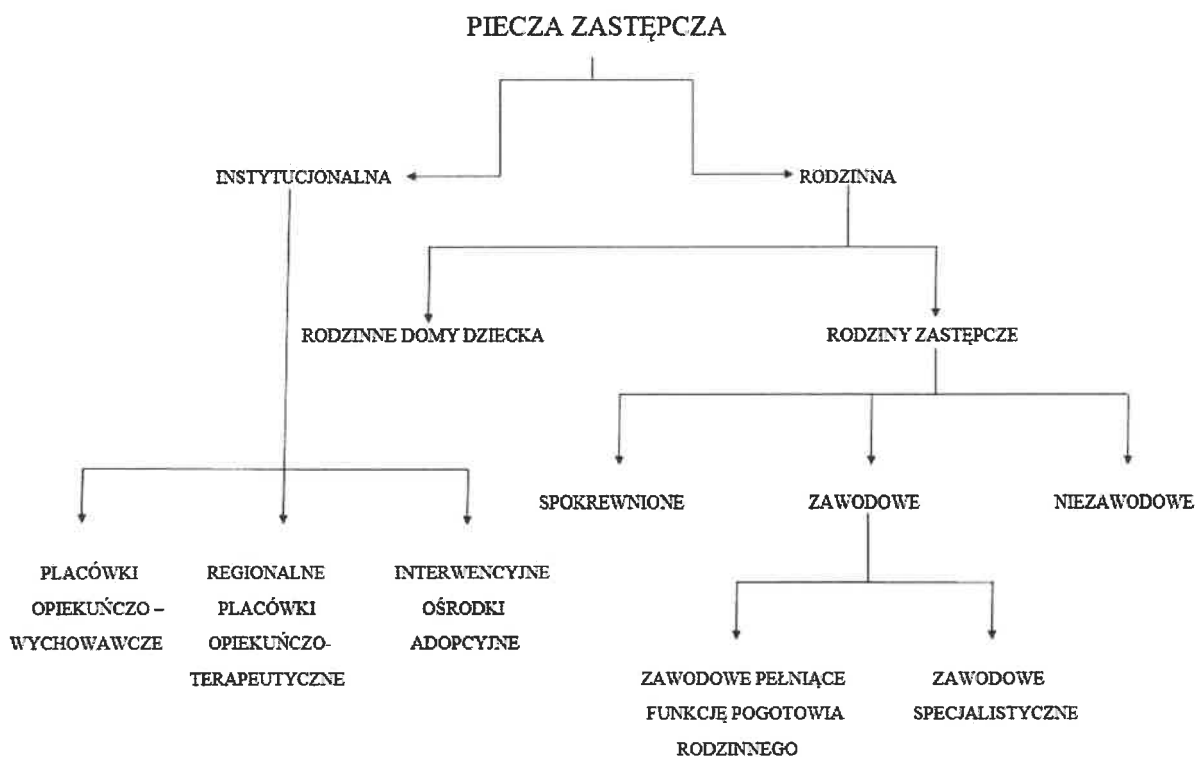 PIECZA ZASTĘPCZA
INSTYTUCJONALNA
RODZINNA
RODZINNE DOMY DZIECKA
RODZINY ZASTĘPCZE
SPOKREWNIONE
ZAWODOWE
NIEZAWODOWE
PLACÓWKI
OPIEKUŃCZO –
WYCHOWAWCZE
REGIONALNE
PLACÓWKI
OPIEKUŃCZO-
TERAPEUTYCZNE
INTERWENCYJNE
OŚRODKI
ADOPCYJNE
ZAWODOWE PEŁNIĄCE
FUNKCJĘ POGOTOWIA
RODZINNEGO
ZAWODOWE
SPECJALISTYCZNE